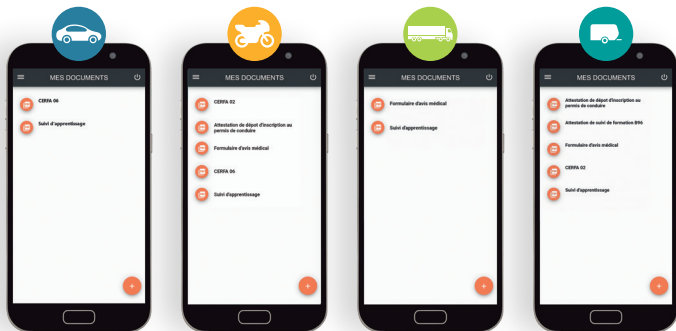 MES DOCUMENTS
CERFA 06
Suivi d'apprentissage
MES DOCUMENTS
CERFA 02
Attestation de dépot d'inscription au
permis de conduire
Formulaire d'avis médical
CERFA 06
Suivi d'apprentissage
MES DOCUMENTS
Formulaire d'avis médical
Suivi d'apprentissage
MES DOCUMENTS
Attestation de dépot d'inscription au
permis de conduire
Attestation de suivi de formation B96
Formulaire d'avis médical
CERFA 02
Suivi d'apprentissage